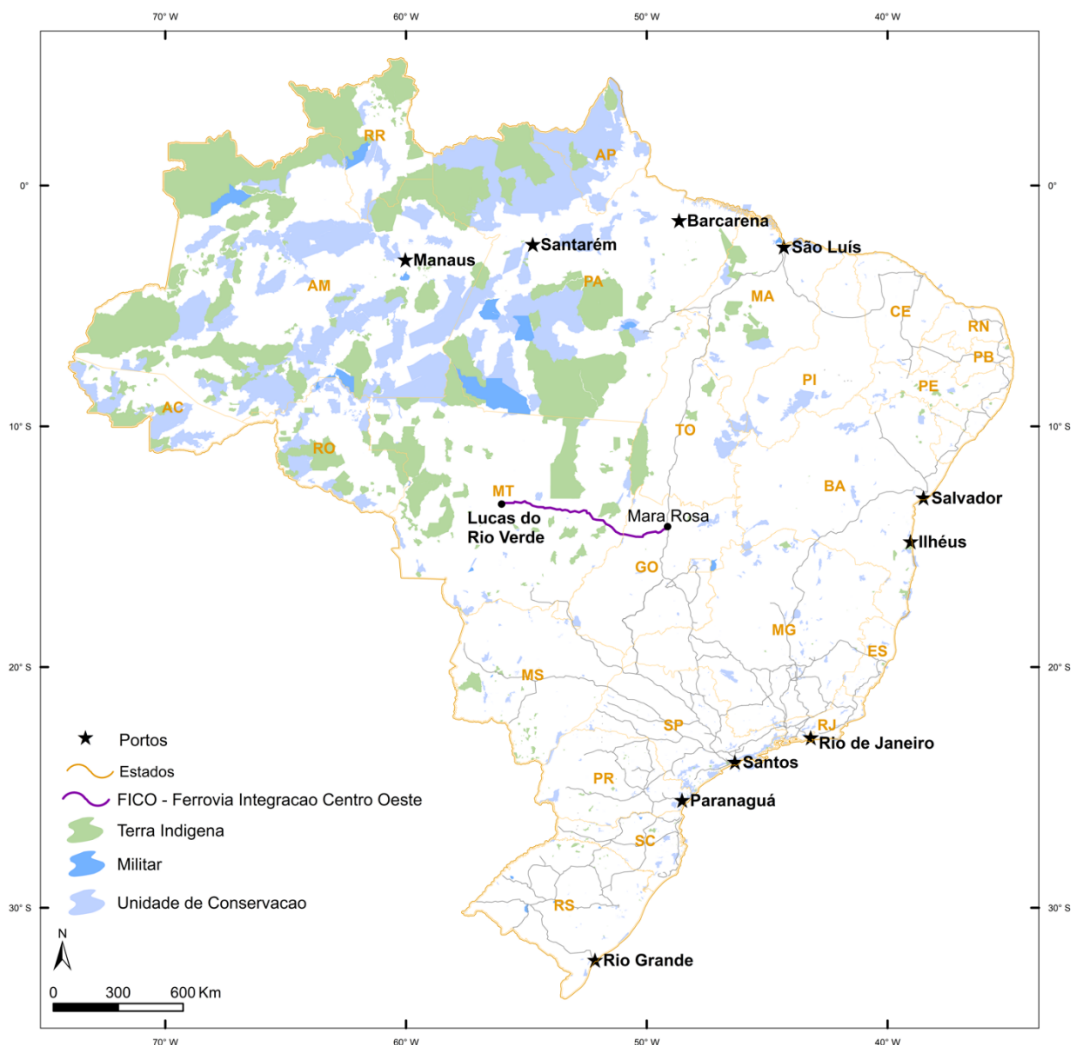 70° W
60° W
50° W
40° W
RR
AP
0°
0°
Barcarena
Santarém
São Luís
Manaus
PA
AM
MA
CE
RN
PB
PI
PE
AC
10° S
TO
10° S
RO
BA
MT
Salvador
Lucas do
Rio Verde
Mara Rosa
Ilhéus
GO
MG
ES
20° S
MS
20° S
SP
RJ
Portos
Rio de Janeiro
Santos
Estados
PR
FICO - Ferrovia Integracao Centro Oeste
Paranaguá
Terra Indigena
SC
Militar
Unidade de Conservacao
RS
30° S
30° S
N
Rio Grande
0 300 600 Km
70° W
60° W
50° W
40° W